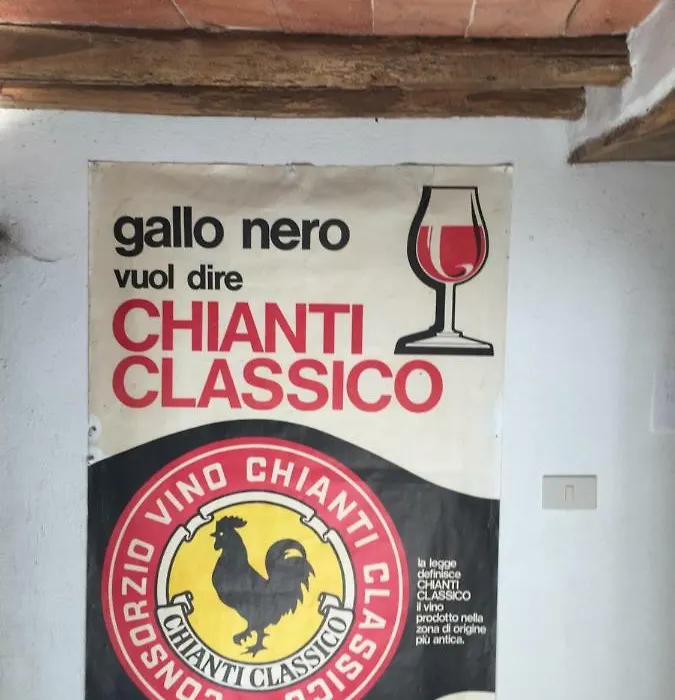 gallo nero
vuol dire
CHIANTI
CLASSICO
CONSORZIO VINO CHIANTI CLASSICO
CHIANTI CLASSICO
la legge
definisce
CHIANTI
CLASSICO
il vino
prodotto nella
zona di origine
più antica.